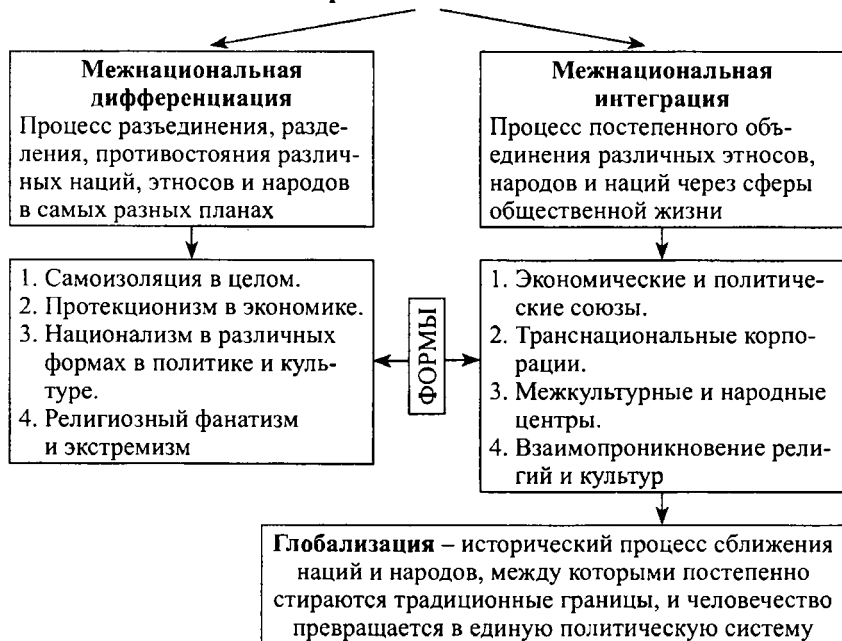 Межнациональная
дифференциация
Процесс разъединения, разде-
ления, противостояния различ-
ных наций, этносов и народов
в самых разных планах
Межнациональная
интеграция
Процесс постепенного объ-
единения различных этносов,
народов и наций через сферы
общественной жизни
1. Самоизоляция в целом.
2. Протекционизм в экономике.
3. Национализм в различных
формах в политике и куль-
туре.
4. Религиозный фанатизм
и экстремизм
ФОРМЫ
1. Экономические и политиче-
ские союзы.
2. Транснациональные корпо-
рации.
3. Межкультурные и народные
центры.
4. Взаимопроникновение рели-
гий и культур
Глобализация – исторический процесс сближения
наций и народов, между которыми постепенно
стираются традиционные границы, и человечество
превращается в единую политическую систему